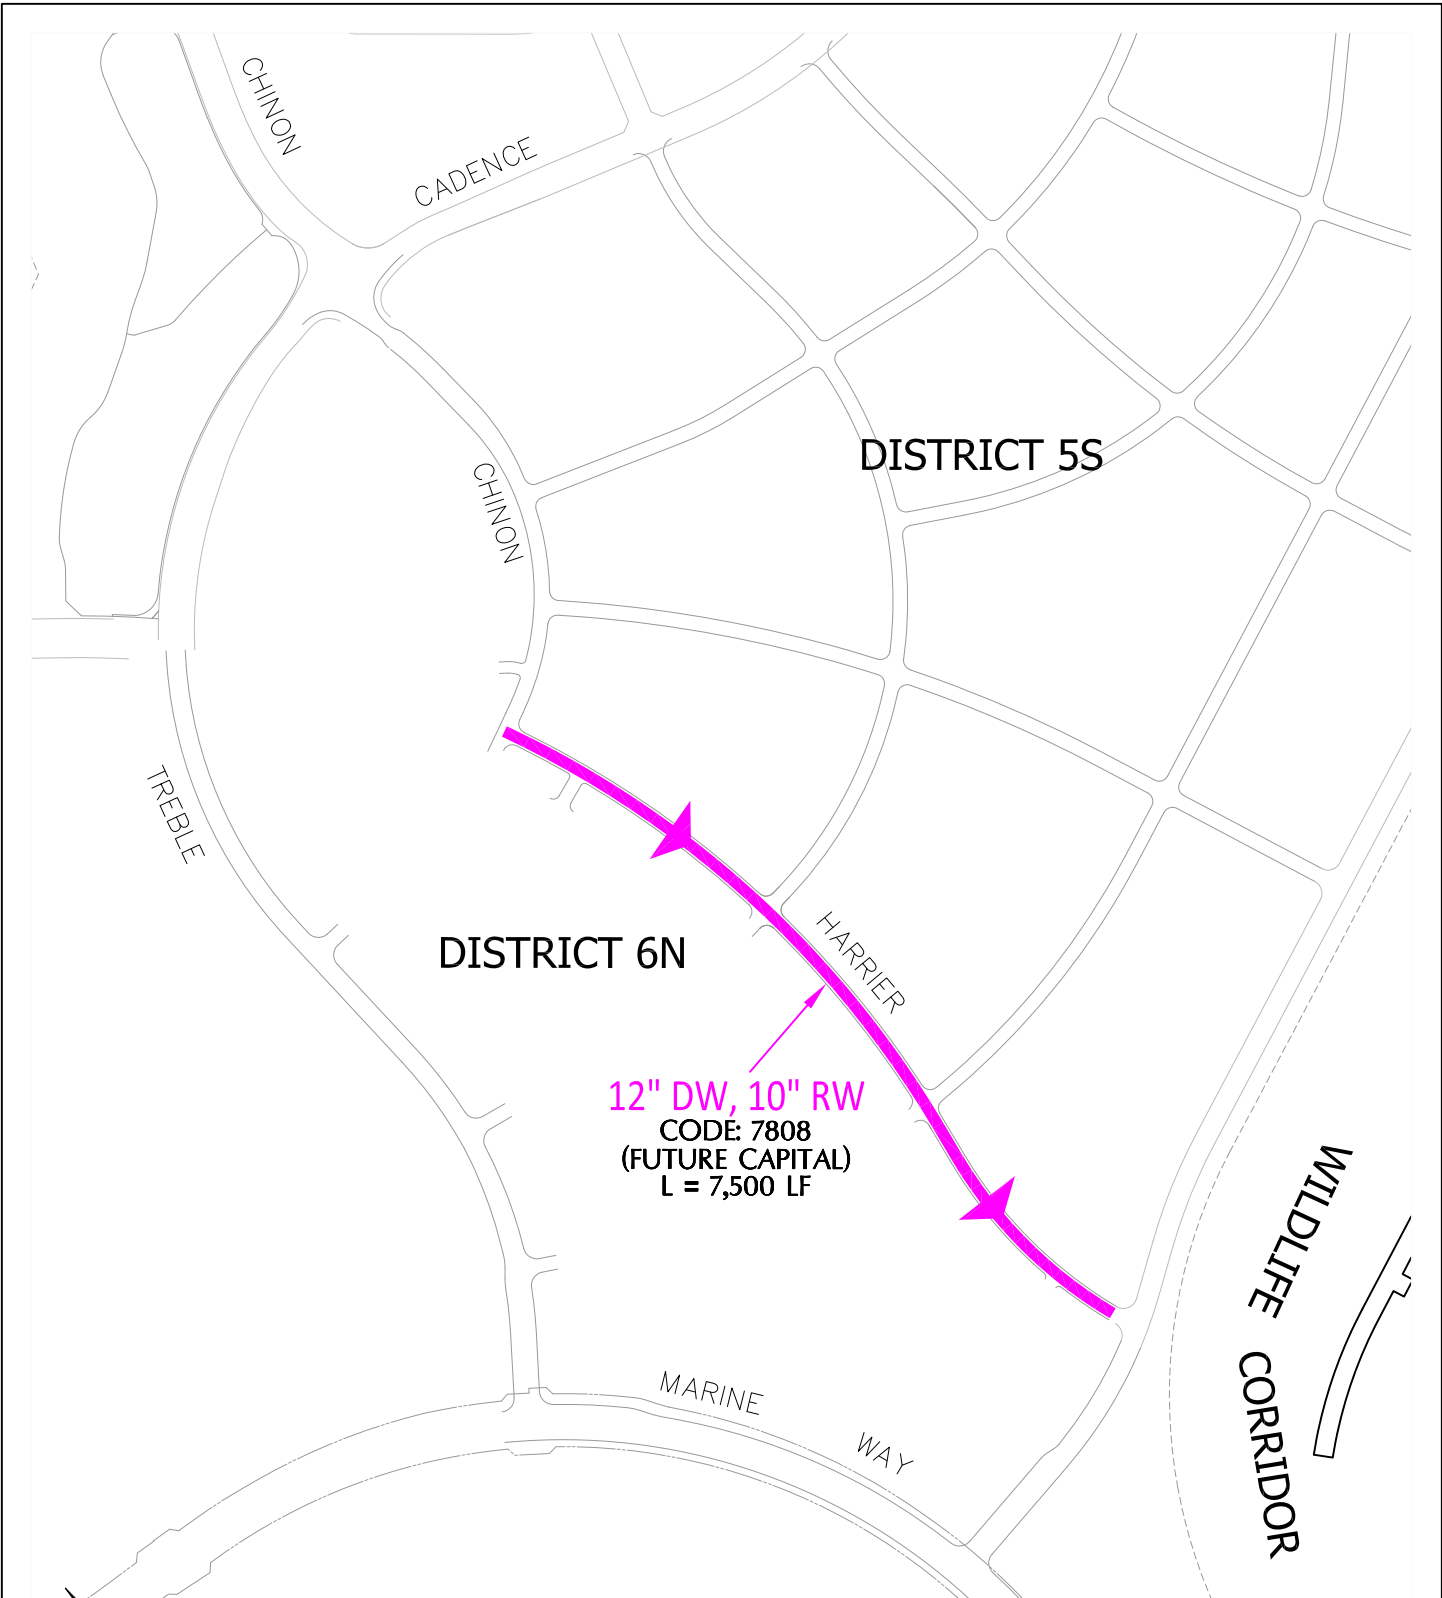 CHINON
CADENCE
DISTRICT 5S
CHINON
TREBLE
HARRIER
DISTRICT 6N
12" DW, 10" RW
CODE: 7808
(FUTURE CAPITAL)
L = 7,500 LF
WILDLIFE CORRIDOR
MARINE WAY